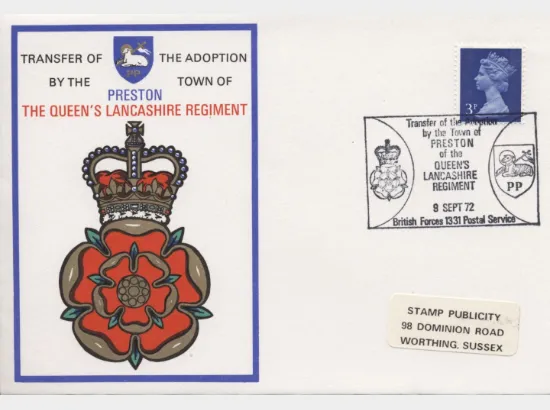 TRANSFER OF THE ADOPTION
BY THE TOWN OF
PRESTON
THE QUEEN'S LANCASHIRE REGIMENT
3P
Transfer of the Adoption
by the Town of
PRESTON
of the
QUEEN'S
LANCASHIRE
REGIMENT
8 SEPT 72
British Forces 1331 Postal Service
PP
STAMP PUBLICITY
98 DOMINION ROAD
WORTHING, SUSSEX